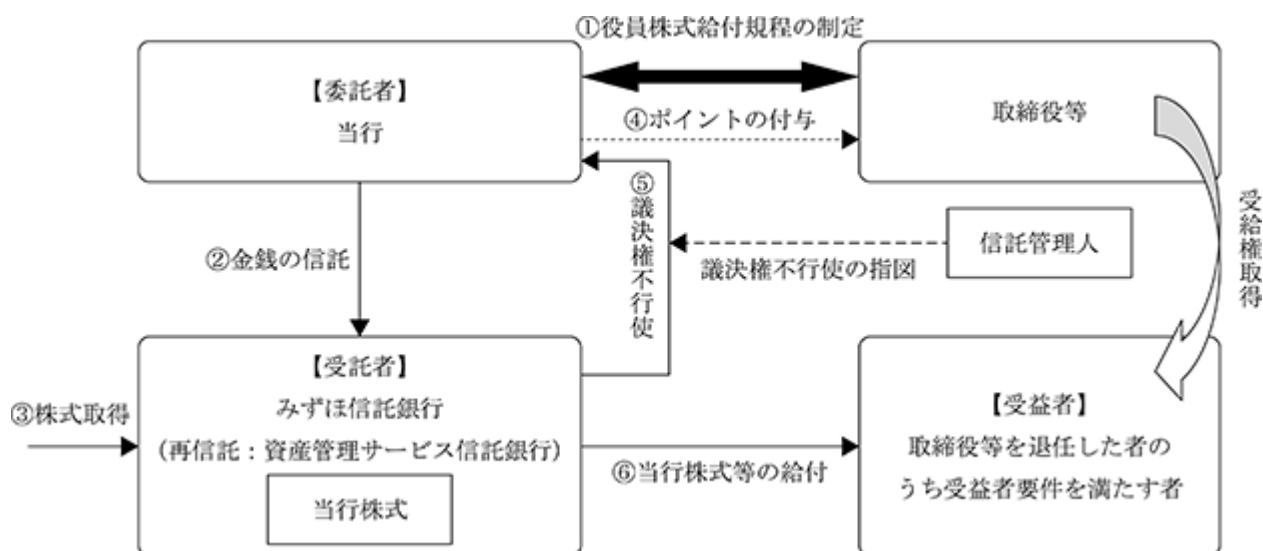 ①役員株式給付規程の制定
【委託者】
当行
取締役等
④ポイントの付与
⑤議決権不行使
受給権取得
信託管理人
②金銭の信託
議決権不行使の指図
【受託者】
みずほ信託銀行
(再信託：資産管理サービス信託銀行)
当行株式
③株式取得
⑥当行株式等の給付
【受益者】
取締役等を退任した者の
うち受益者要件を満たす者